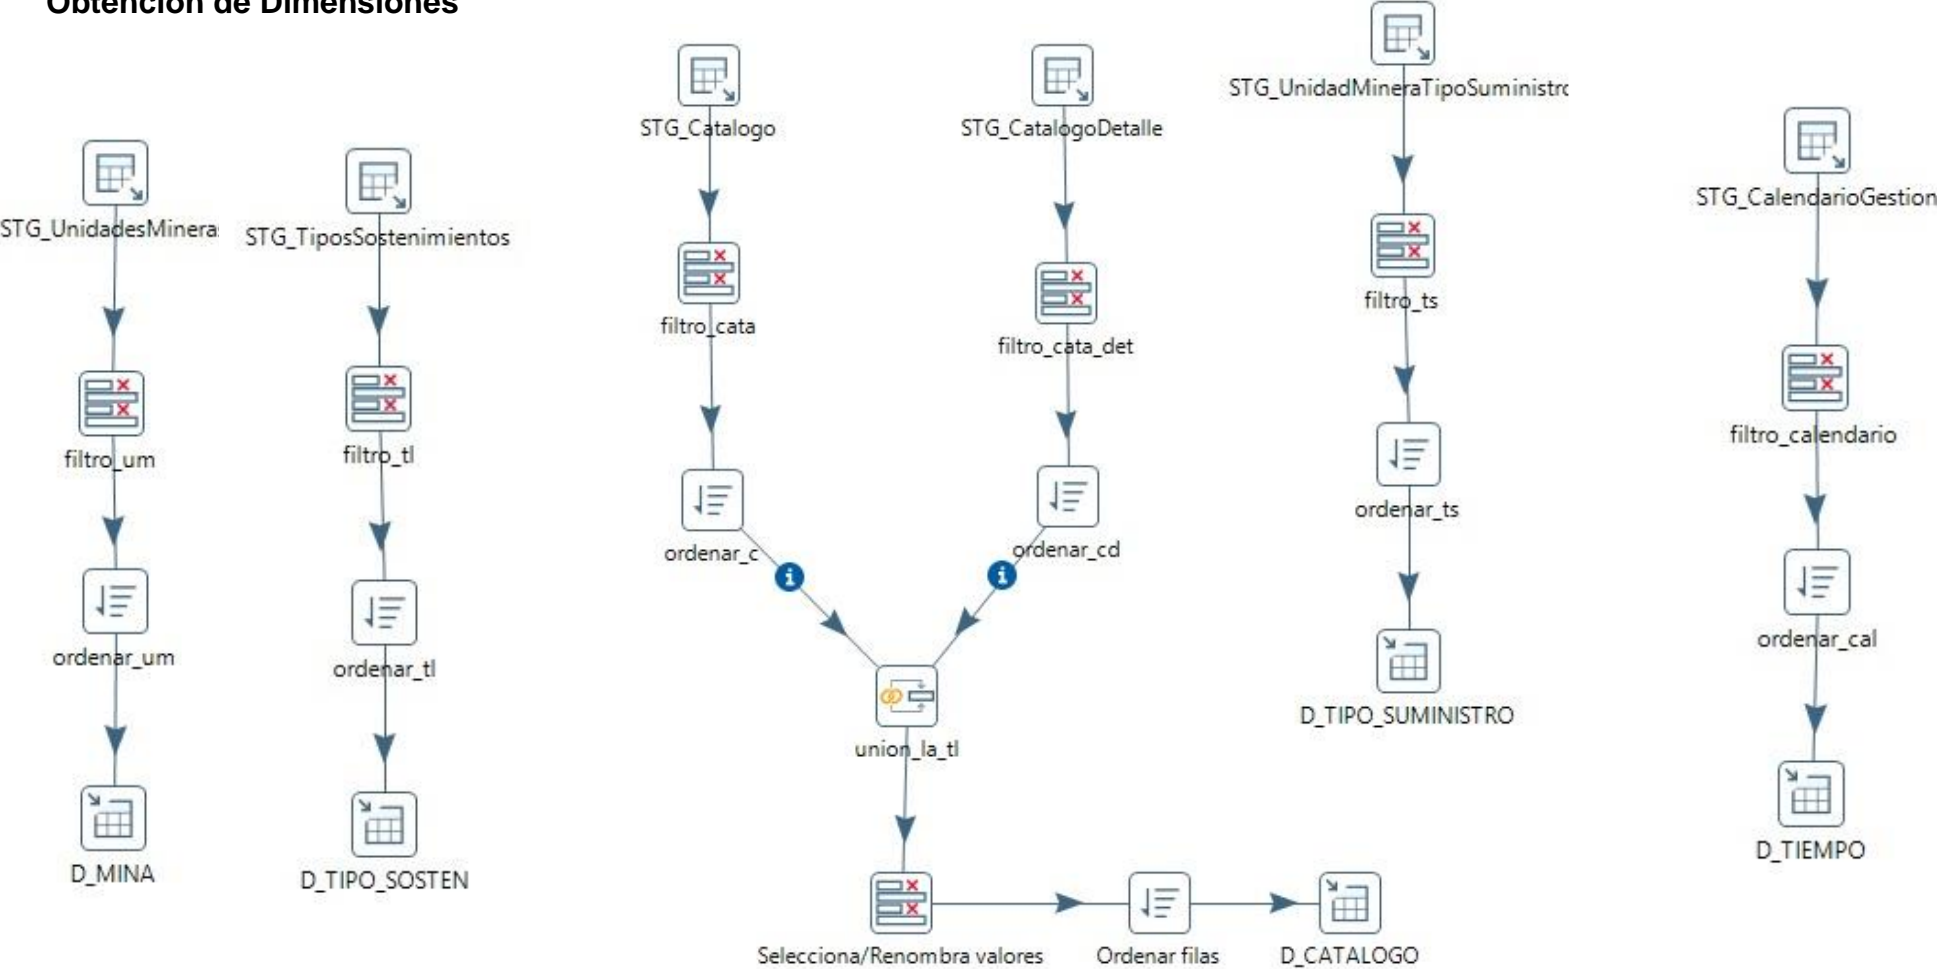 Obtención de Dimensiones
STG_UnidadesMinera
filtro_um
ordenar_um
D_MINA
STG_TiposSostenimientos
filtro_tl
ordenar_tl
D_TIPO_SOSTEN
STG_Catalogo
filtro_cata
ordenar_c
STG_CatalogoDetalle
filtro_cata_det
ordenar_cd
union_la_tl
Selecciona/Renombra valores
Ordenar filas
D_CATALOGO
STG_UnidadMineraTipoSuministro
filtro_ts
ordenar_ts
D_TIPO_SUMINISTRO
STG_CalendarioGestion
filtro_calendario
ordenar_cal
D_TIEMPO